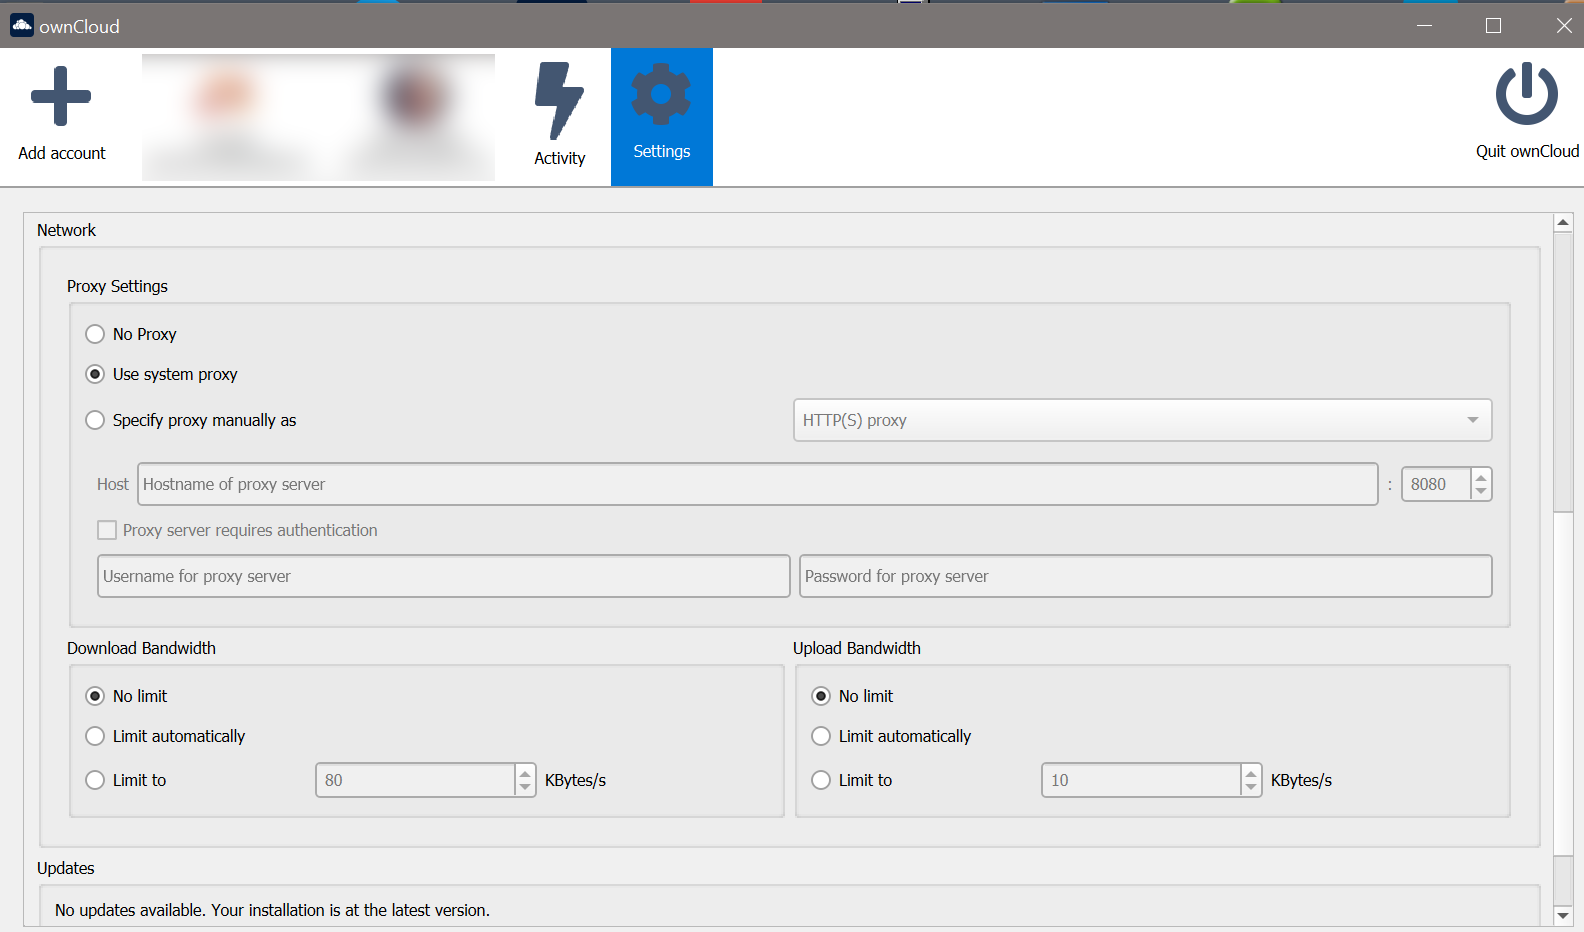 ownCloud
Add account
Activity
Settings
Quit ownCloud
Network
Proxy Settings
No Proxy
Use system proxy
Specify proxy manually as
HTTP(S) proxy
Host
Hostname of proxy server
:
8080
Proxy server requires authentication
Username for proxy server
Password for proxy server
Download Bandwidth
No limit
Limit automatically
Limit to
80
KBytes/s
Upload Bandwidth
No limit
Limit automatically
Limit to
10
KBytes/s
Updates
No updates available. Your installation is at the latest version.